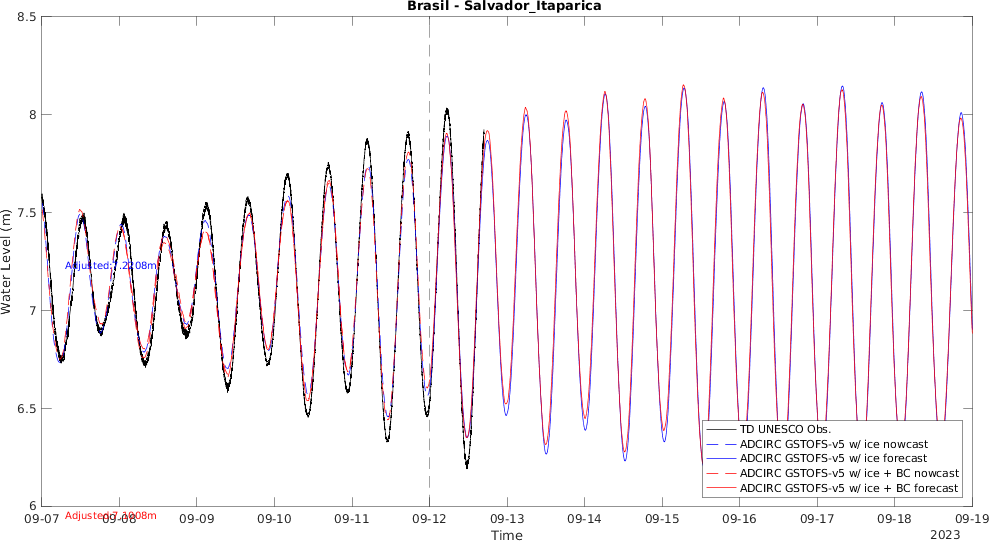 Brasil - Salvador_Itaparica
8.5
8
7.5
7
6.5
6
Water Level (m)
Adjusted:7.2208m
Adjusted:7.1908m
TD UNESCO Obs.
ADCIRC GSTOFS-v5 w/ ice nowcast
ADCIRC GSTOFS-v5 w/ ice forecast
ADCIRC GSTOFS-v5 w/ ice + BC nowcast
ADCIRC GSTOFS-v5 w/ ice + BC forecast
09-07 09-08 09-09 09-10 09-11 09-12 09-13 09-14 09-15 09-16 09-17 09-18 09-19
Time
2023